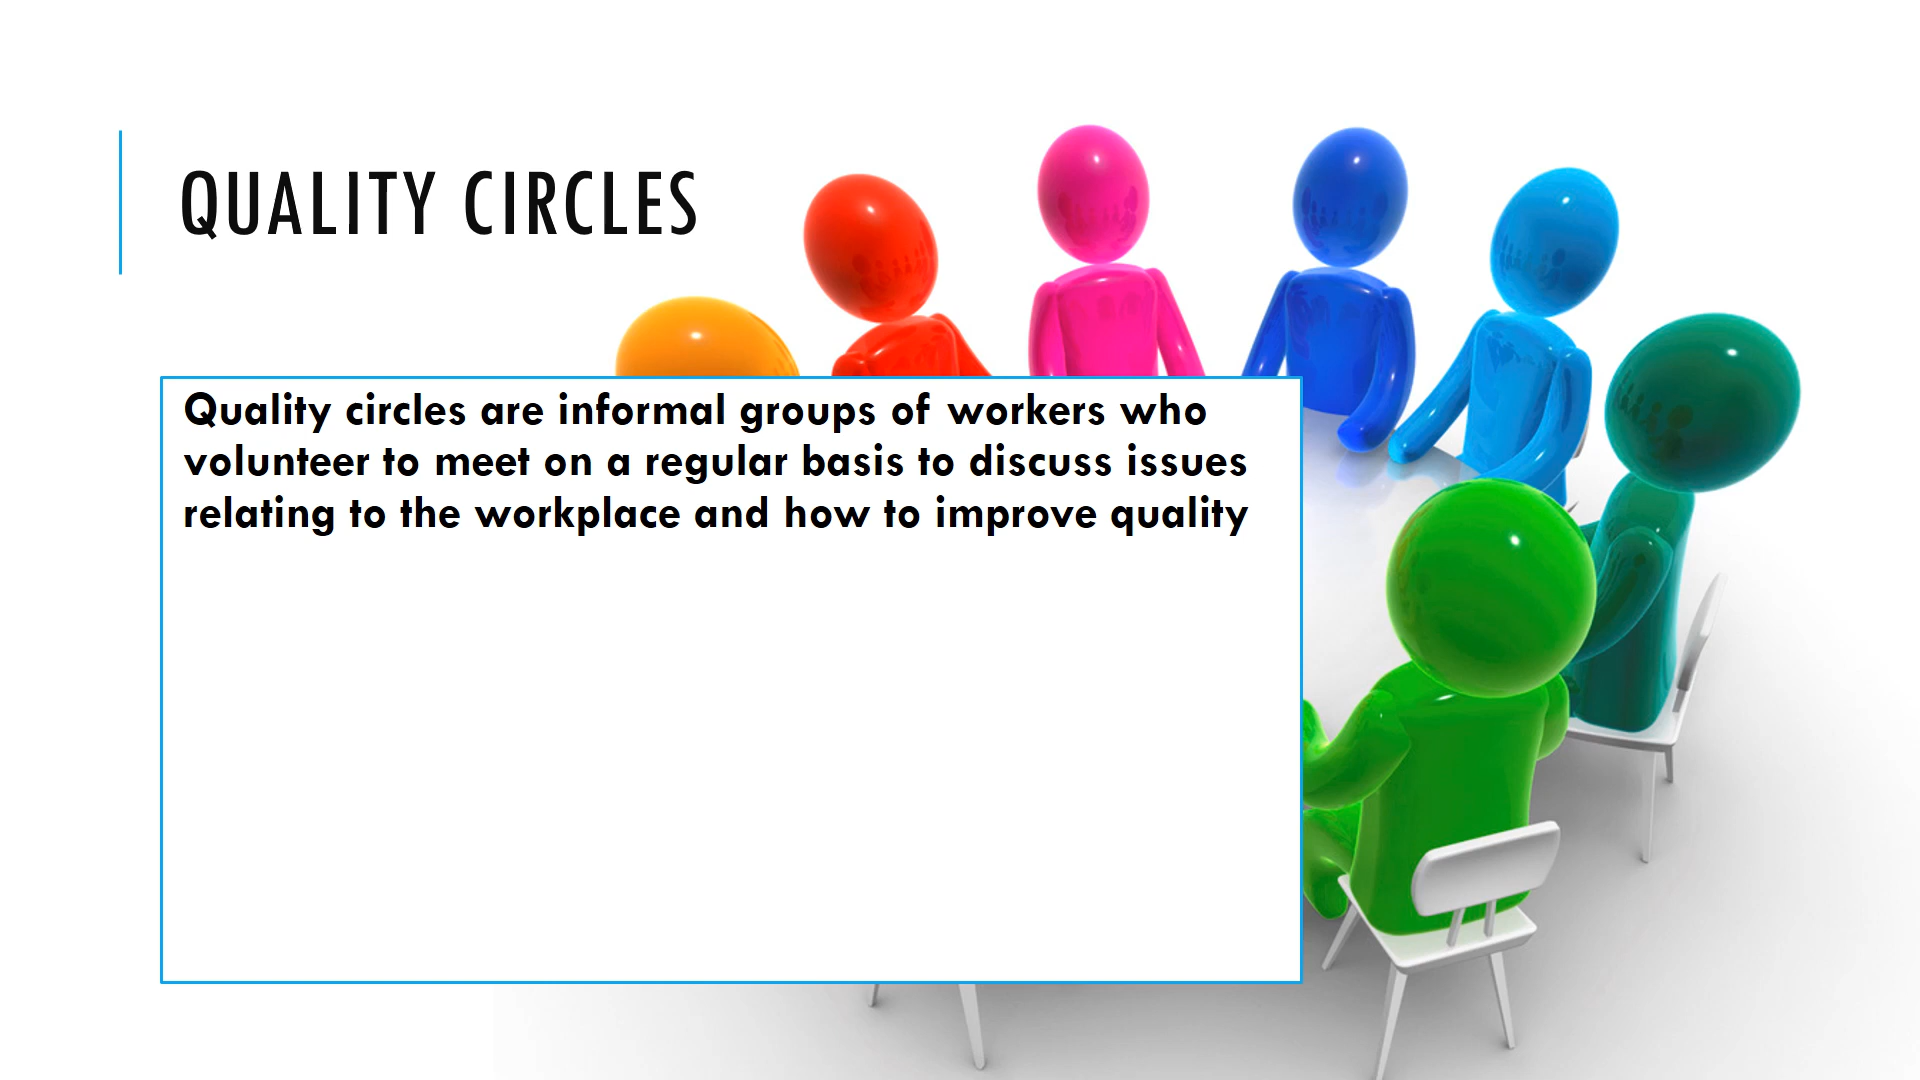 QUALITY CIRCLES
Quality circles are informal groups of workers who
volunteer to meet on a regular basis to discuss issues
relating to the workplace and how to improve quality